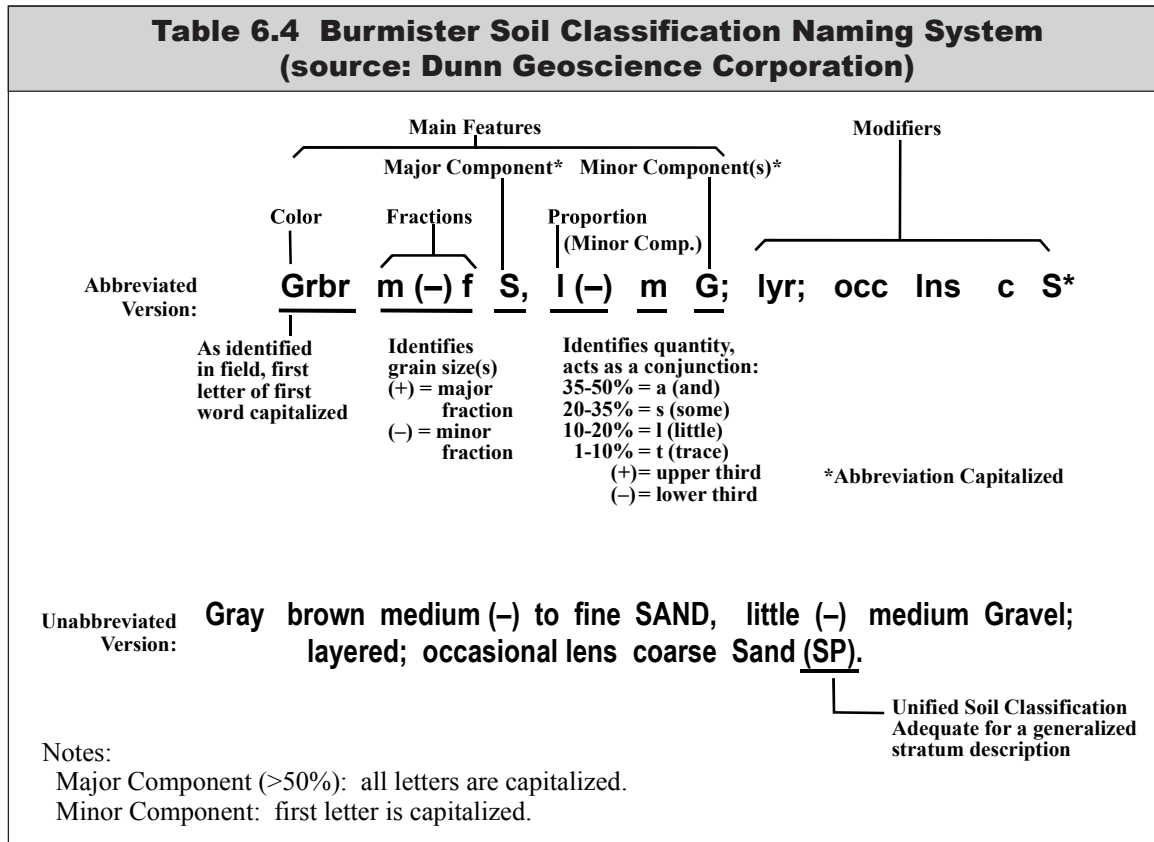 Table 6.4 Burmister Soil Classification Naming System
(source: Dunn Geoscience Corporation)
Main Features
Modifiers
Major Component* Minor Component(s)*
Color Fractions Proportion
(Minor Comp.)
Abbreviated
Version:
Grbr m (–) f S, l (–) m G; lyr; occ lns c S*
As identified
in field, first
letter of first
word capitalized
Identifies
grain size(s)
(+) = major
fraction
(–) = minor
fraction
Identifies quantity,
acts as a conjunction:
35-50% = a (and)
20-35% = s (some)
10-20% = l (little)
1-10% = t (trace)
(+)= upper third
(–)= lower third
*Abbreviation Capitalized
Unabbreviated
Version:
Gray brown medium (–) to fine SAND, little (–) medium Gravel;
layered; occasional lens coarse Sand (SP).
Unified Soil Classification
Adequate for a generalized
stratum description
Notes:
Major Component (>50%): all letters are capitalized.
Minor Component: first letter is capitalized.